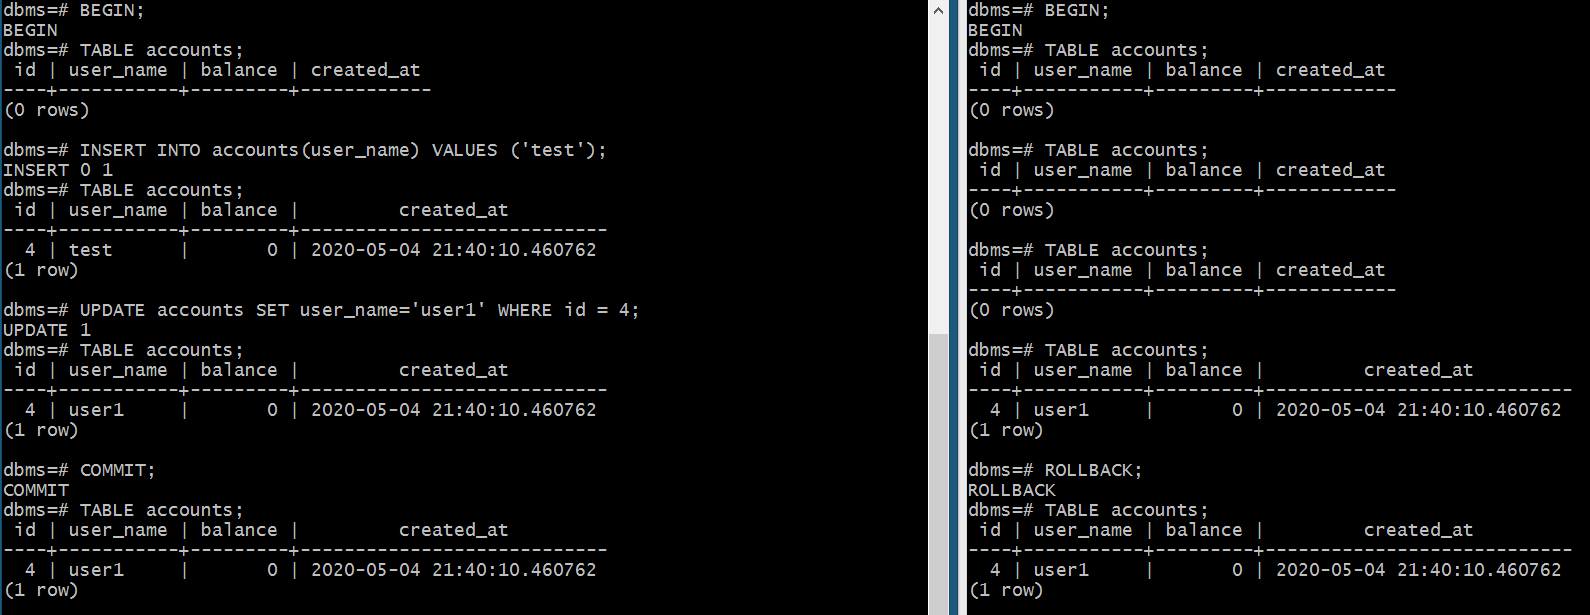 dbms=# BEGIN;
BEGIN
dbms=# TABLE accounts;
 id | user_name | balance | created_at
----+-----------+---------+------------
(0 rows)

dbms=# INSERT INTO accounts(user_name) VALUES ('test');
INSERT 0 1
dbms=# TABLE accounts;
 id | user_name | balance |         created_at
----+-----------+---------+----------------------------
  4 | test      |       0 | 2020-05-04 21:40:10.460762
(1 row)

dbms=# UPDATE accounts SET user_name='user1' WHERE id = 4;
UPDATE 1
dbms=# TABLE accounts;
 id | user_name | balance |         created_at
----+-----------+---------+----------------------------
  4 | user1     |       0 | 2020-05-04 21:40:10.460762
(1 row)

dbms=# COMMIT;
COMMIT
dbms=# TABLE accounts;
 id | user_name | balance |         created_at
----+-----------+---------+----------------------------
  4 | user1     |       0 | 2020-05-04 21:40:10.460762
(1 row)

dbms=# BEGIN;
BEGIN
dbms=# TABLE accounts;
 id | user_name | balance | created_at
----+-----------+---------+------------
(0 rows)

dbms=# TABLE accounts;
 id | user_name | balance | created_at
----+-----------+---------+------------
(0 rows)

dbms=# TABLE accounts;
 id | user_name | balance | created_at
----+-----------+---------+------------
(0 rows)

dbms=# TABLE accounts;
 id | user_name | balance |         created_at
----+-----------+---------+----------------------------
  4 | user1     |       0 | 2020-05-04 21:40:10.460762
(1 row)

dbms=# ROLLBACK;
ROLLBACK
dbms=# TABLE accounts;
 id | user_name | balance |         created_at
----+-----------+---------+----------------------------
  4 | user1     |       0 | 2020-05-04 21:40:10.460762
(1 row)